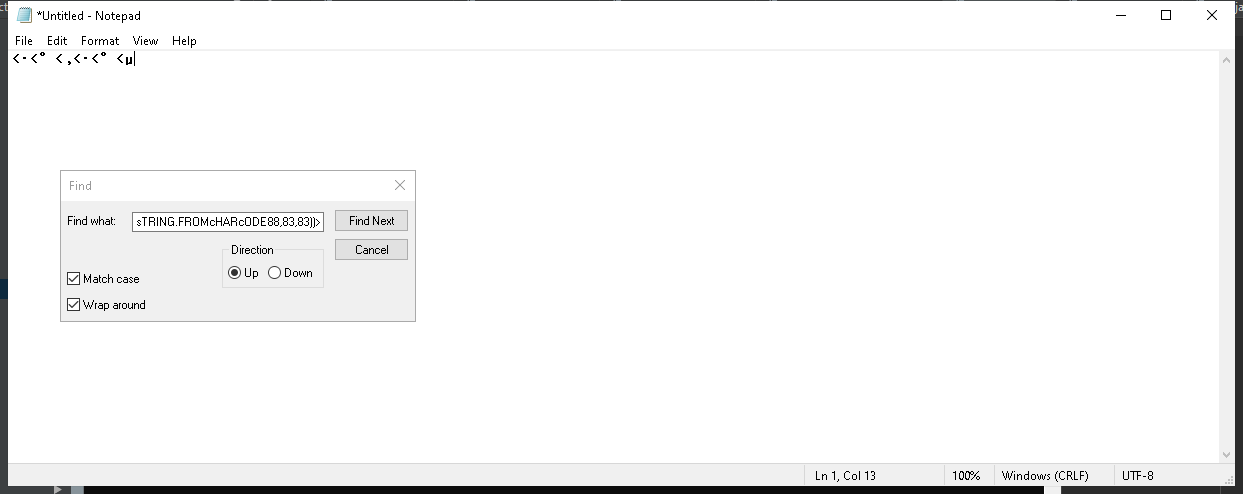 *Untitled - Notepad
File Edit Format View Help
<·<° <,<·<° <µ
Find
Find what: sTRING.FROMcHARcODE88,83,83))> Find Next
Direction Cancel
Up Down
Match case
Wrap around
Ln 1, Col 13 100% Windows (CRLF) UTF-8